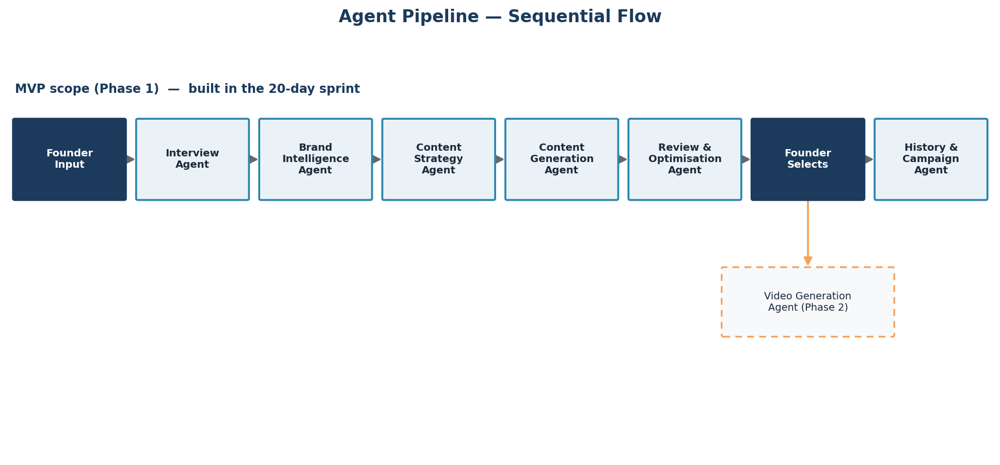 Agent Pipeline — Sequential Flow
MVP scope (Phase 1) — built in the 20-day sprint
Founder
Input
Interview
Agent
Brand
Intelligence
Agent
Content
Strategy
Agent
Content
Generation
Agent
Review &
Optimisation
Agent
Founder
Selects
History &
Campaign
Agent
Video Generation
Agent (Phase 2)